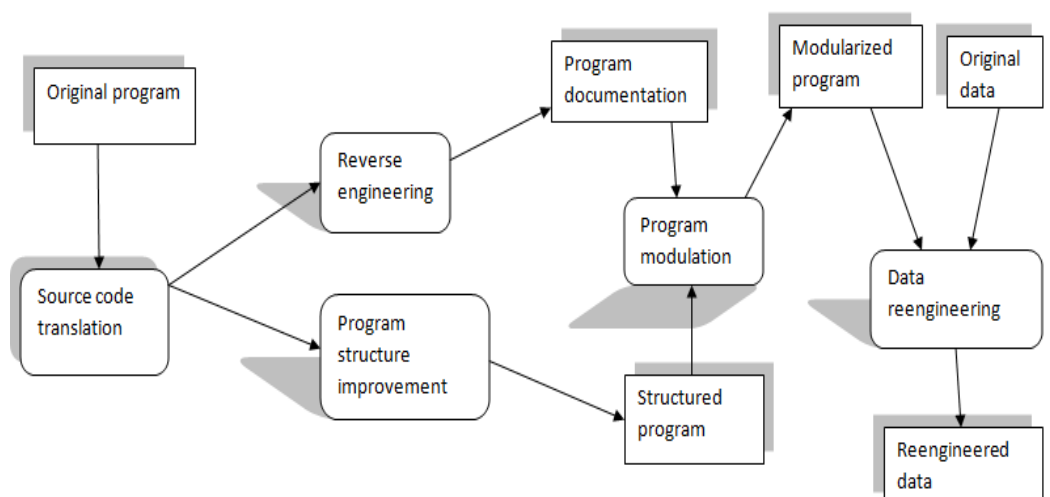 Original program
Source code
translation
Reverse
engineering
Program
structure
improvement
Program
documentation
Program
modulation
Structured
program
Modularized
program
Original
data
Data
reengineering
Reengineered
data